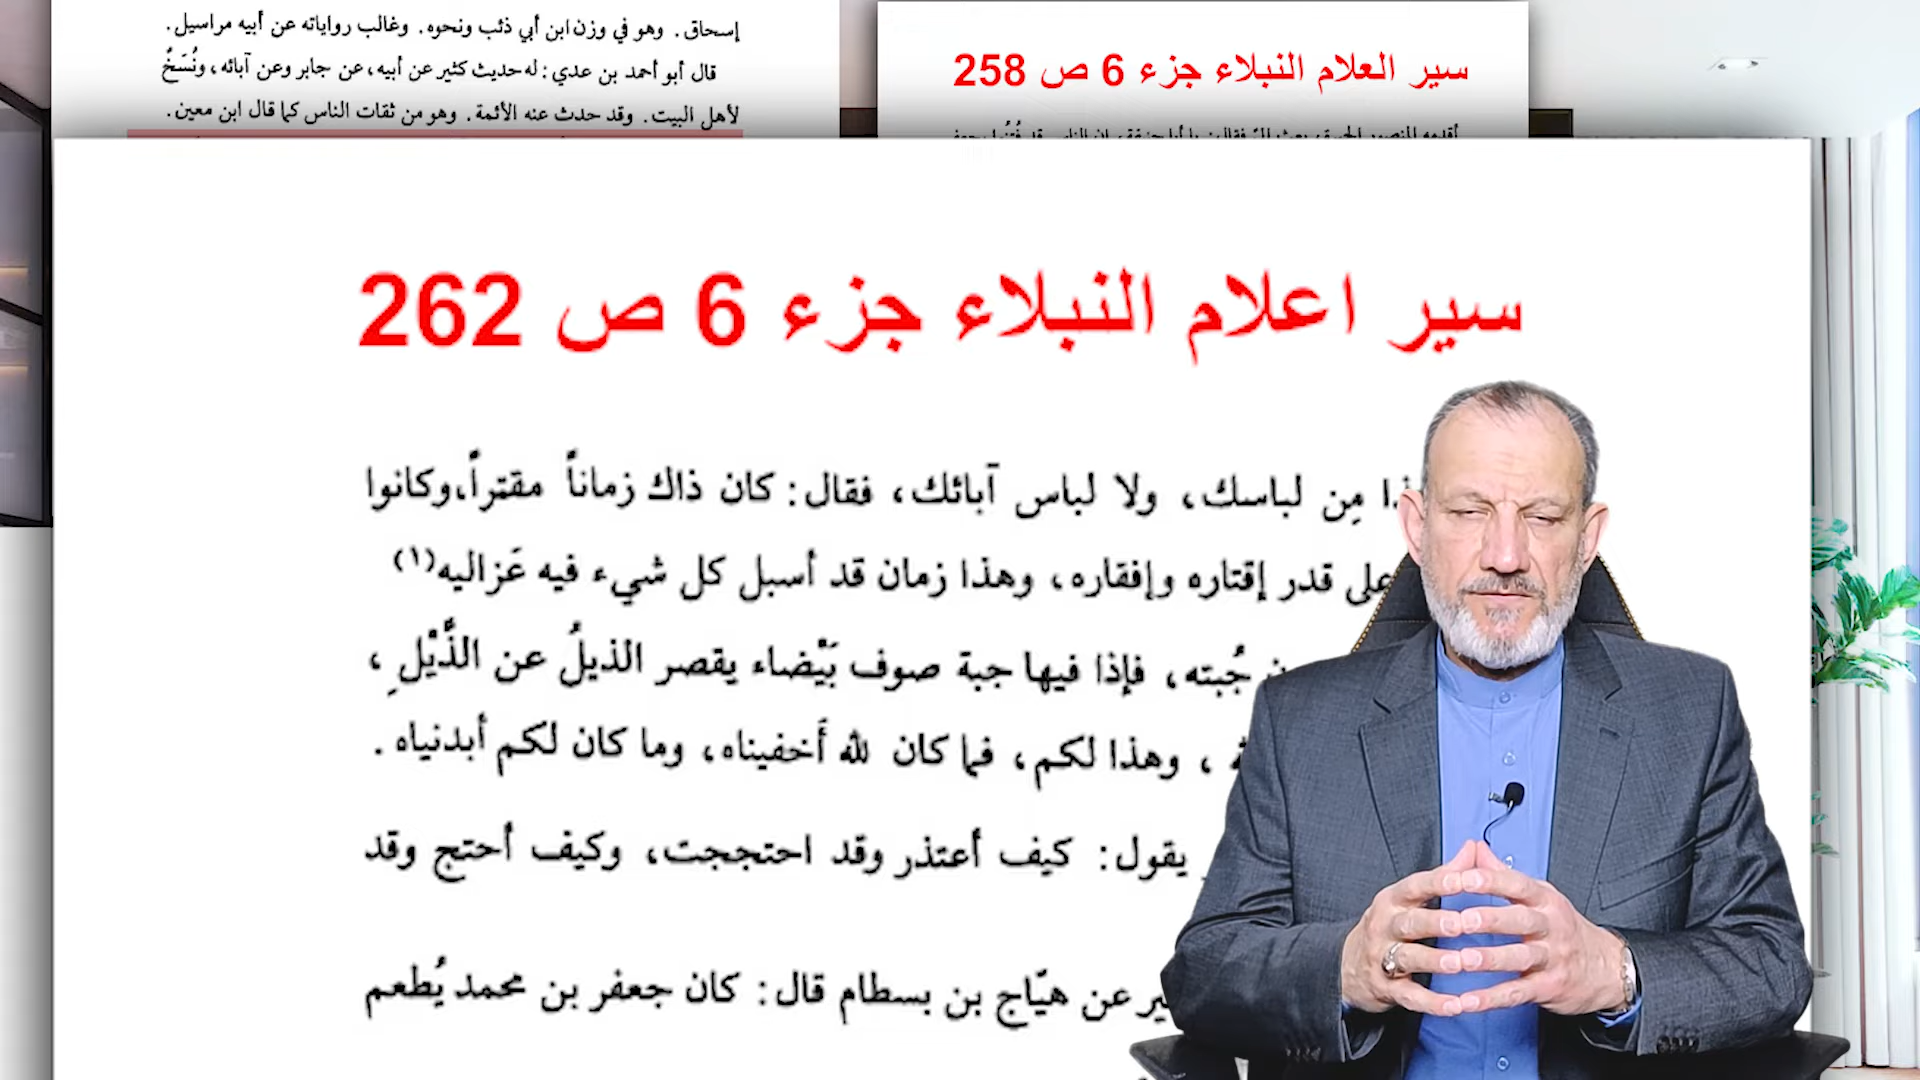 إسحاق. وهو في وزن ابن أبي ذئب ونحوه. وغالب رواياته عن أبيه مراسيل.
قال أبو أحمد بن عدي: له حديث كثير عن أبيه، عن جابر وعن آبائه، ونُسَخٌ
لأهل البيت. وقد حدث عنه الأئمة. وهو من ثقات الناس كما قال ابن معين.
سير العلام النبلاء جزء 6 ص 258
سير اعلام النبلاء جزء 6 ص 262
مِن لباسك، ولا لباس آبائك، فقال: كان ذاك زماناً مقتراً، وكانوا
على قدر إقتاره وإفقاره، وهذا زمان قد أسبل كل شيء فيه عَزاليه(١)
جُبته، فإذا فيها جبة صوف بَيْضاء يقصر الذيلُ عن الذَّيْلِ،
، وهذا لكم، فما كان لله أَخفيناه، وما كان لكم أبدنياه.
يقول: كيف أعتذر وقد احتججت، وكيف أحتج وقد
عن هيّاج بن بسطام قال: كان جعفر بن محمد يُطعم